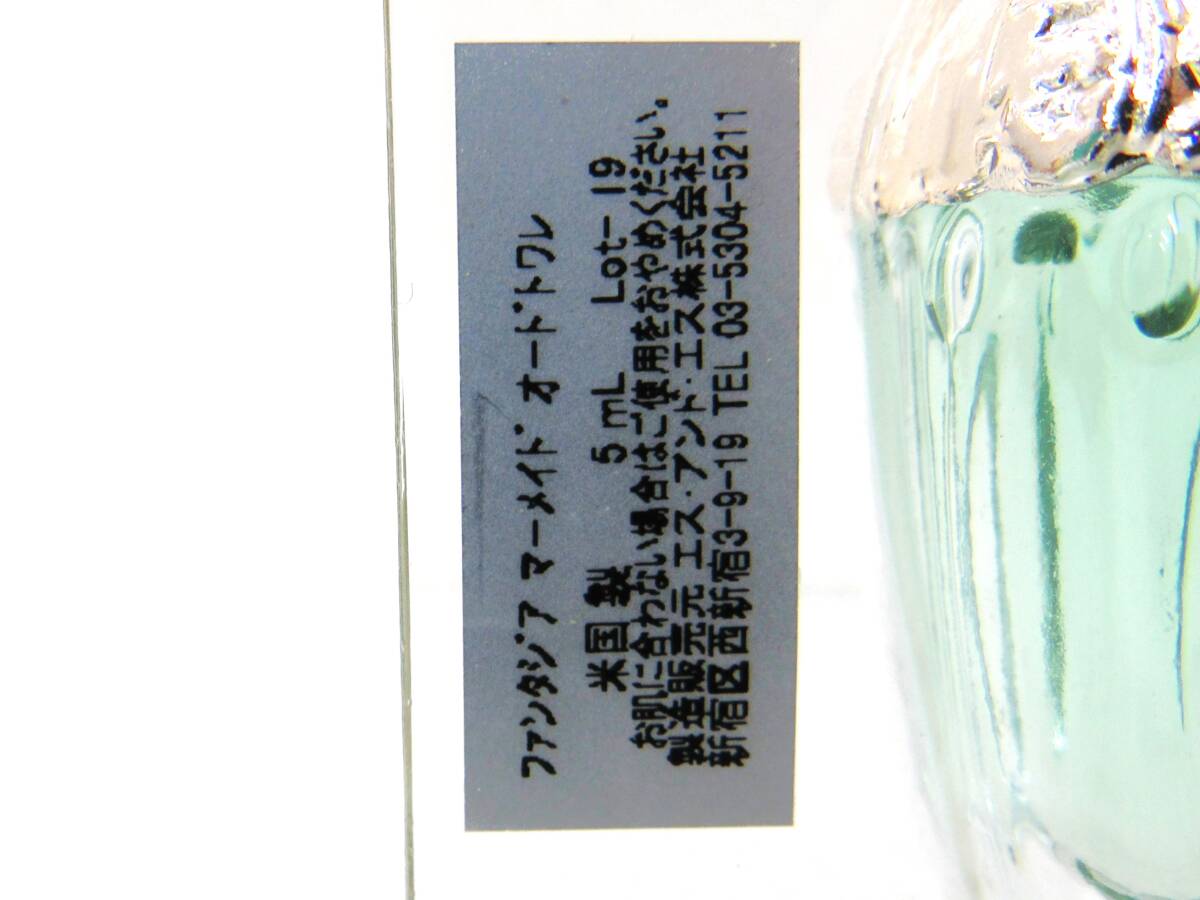 ファンタジア マーメイド オードトワレ
米国製 5mL Lot- 19
お肌に合わない場合はご使用をおやめください。
製造販売元 エス・アンド・エス株式会社
新宿区西新宿3-9-19 TEL 03-5304-5211